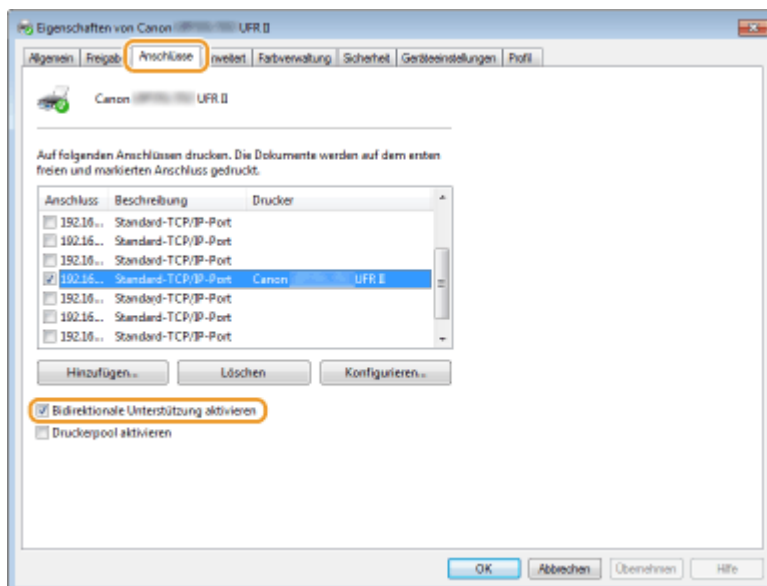 Eigenschaften von Canon UFR II
Allgemein Freigab Anschlüsse rweitert Farbverwaltung Sicherheit Geräteeinstellungen Profil
Canon UFR II
Auf folgenden Anschlüssen drucken. Die Dokumente werden auf dem ersten
freien und markierten Anschluss gedruckt.
Anschluss Beschreibung Drucker
192.16... Standard-TCP/IP-Port
192.16... Standard-TCP/IP-Port
192.16... Standard-TCP/IP-Port
192.16... Standard-TCP/IP-Port Canon UFR II
192.16... Standard-TCP/IP-Port
192.16... Standard-TCP/IP-Port
192.16... Standard-TCP/IP-Port
Hinzufügen... Löschen Konfigurieren...
Bidirektionale Unterstützung aktivieren
Druckerpool aktivieren
OK Abbrechen Übernehmen Hilfe